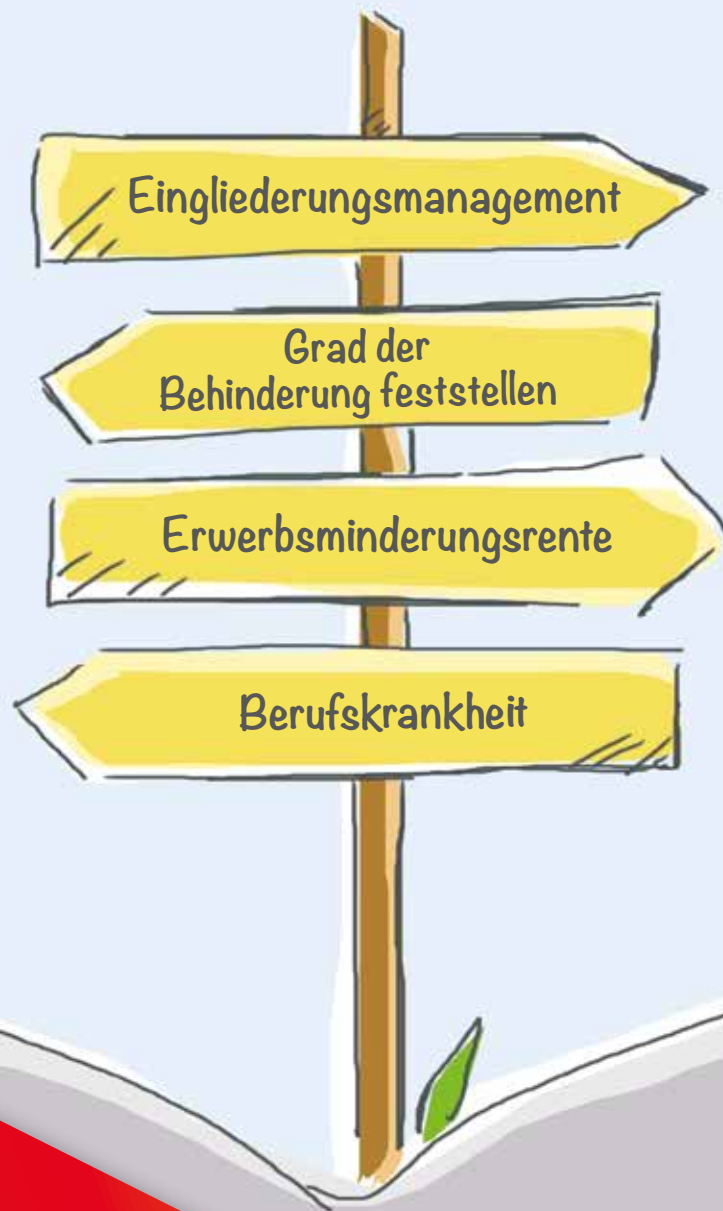 Eingliederungsmanagement
Grad der
Behinderung feststellen
Erwerbsminderungsrente
Berufskrankheit